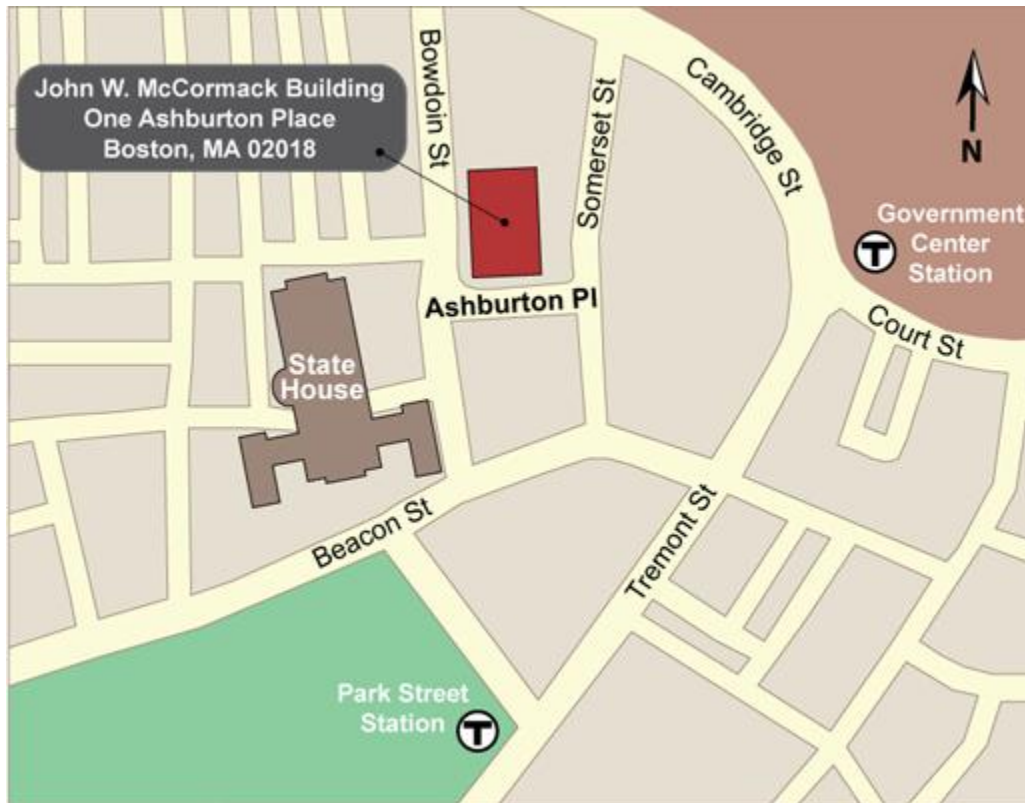 John W. McCormack Building
One Ashburton Place
Boston, MA 02018
Bowdoin St
Somerset St
Cambridge St
N
Government
Center
Station
T
Ashburton Pl
Court St
State
House
Beacon St
Tremont St
Park Street
Station
T